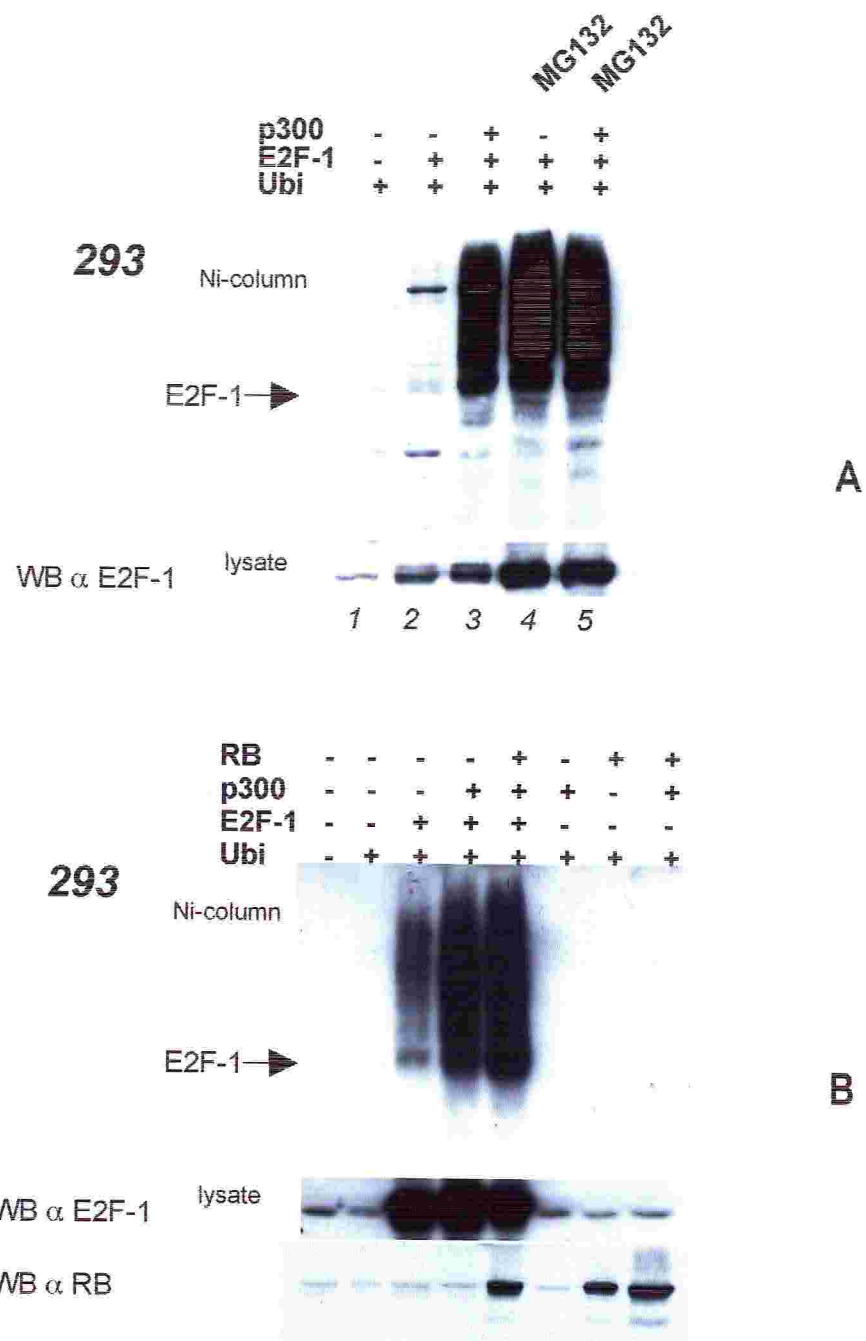 MG132 MG132
p300 - - + - +
E2F-1 - + + + +
Ubi + + + + +
293
Ni-column
E2F-1
A
WB α E2F-1
lysate
1 2 3 4 5
RB - - - - + - + +
p300 - - - + + + - +
E2F-1 - - + + + - - -
Ubi - + + + + + + +
293
Ni-column
E2F-1
B
WB α E2F-1
lysate
WB α RB